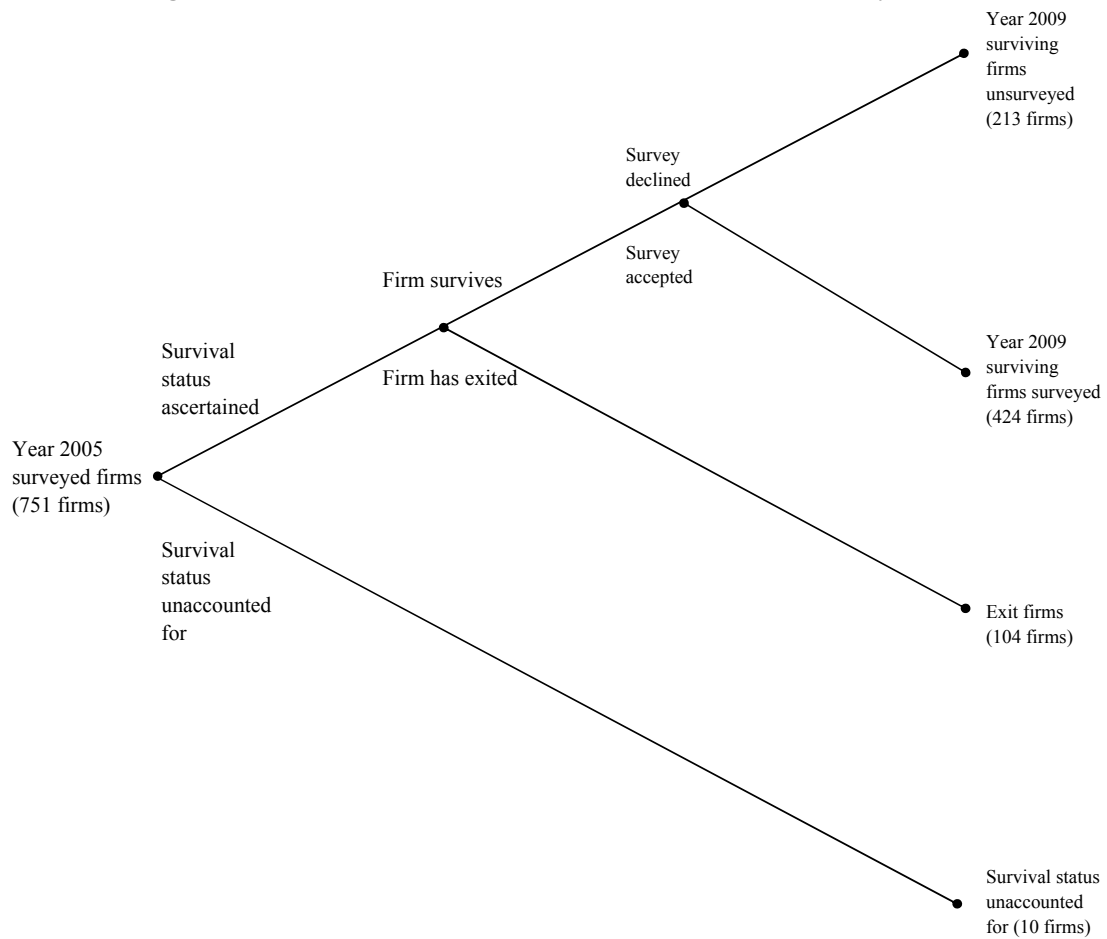 Year 2009
surviving
firms
unsurveyed
(213 firms)
Survey
declined
Survey
accepted
Firm survives
Year 2009
surviving
firms surveyed
(424 firms)
Survival
status
ascertained
Firm has exited
Year 2005
surveyed firms
(751 firms)
Survival
status
unaccounted
for
Exit firms
(104 firms)
Survival status
unaccounted
for (10 firms)